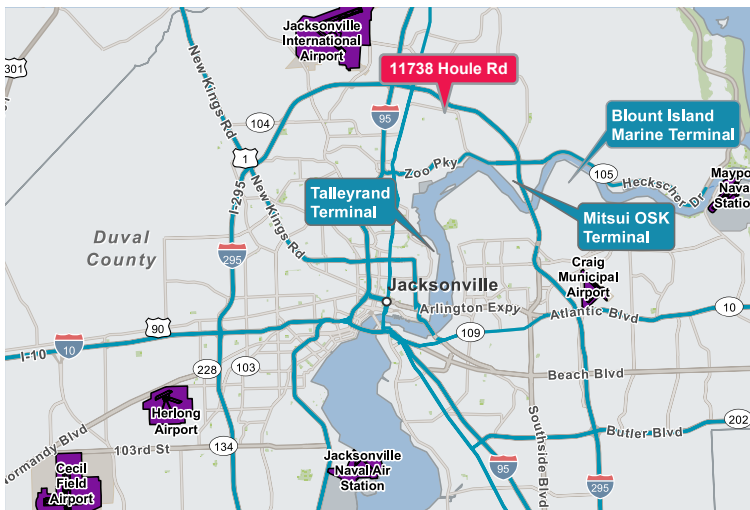 Jacksonville
International
Airport
301
11738 Houle Rd
New Kings Rd
95
104
Blount Island
Marine Terminal
1
Zoo Pky
105
Heckscher Dr
Naval
Station
Talleyrand
Terminal
I-295
New Kings Rd
Mitsui OSK
Terminal
Duval
County
295
Craig
Municipal
Airport
Jacksonville
Arlington Expy
10
Atlantic Blvd
90
109
I-10
10
228
103
Beach Blvd
Herlong
Airport
202
Normandy Blvd
103rd St
134
Southside Blvd
Butler Blvd
Jacksonville
Naval Air
Station
Cecil
Field
Airport
95
295